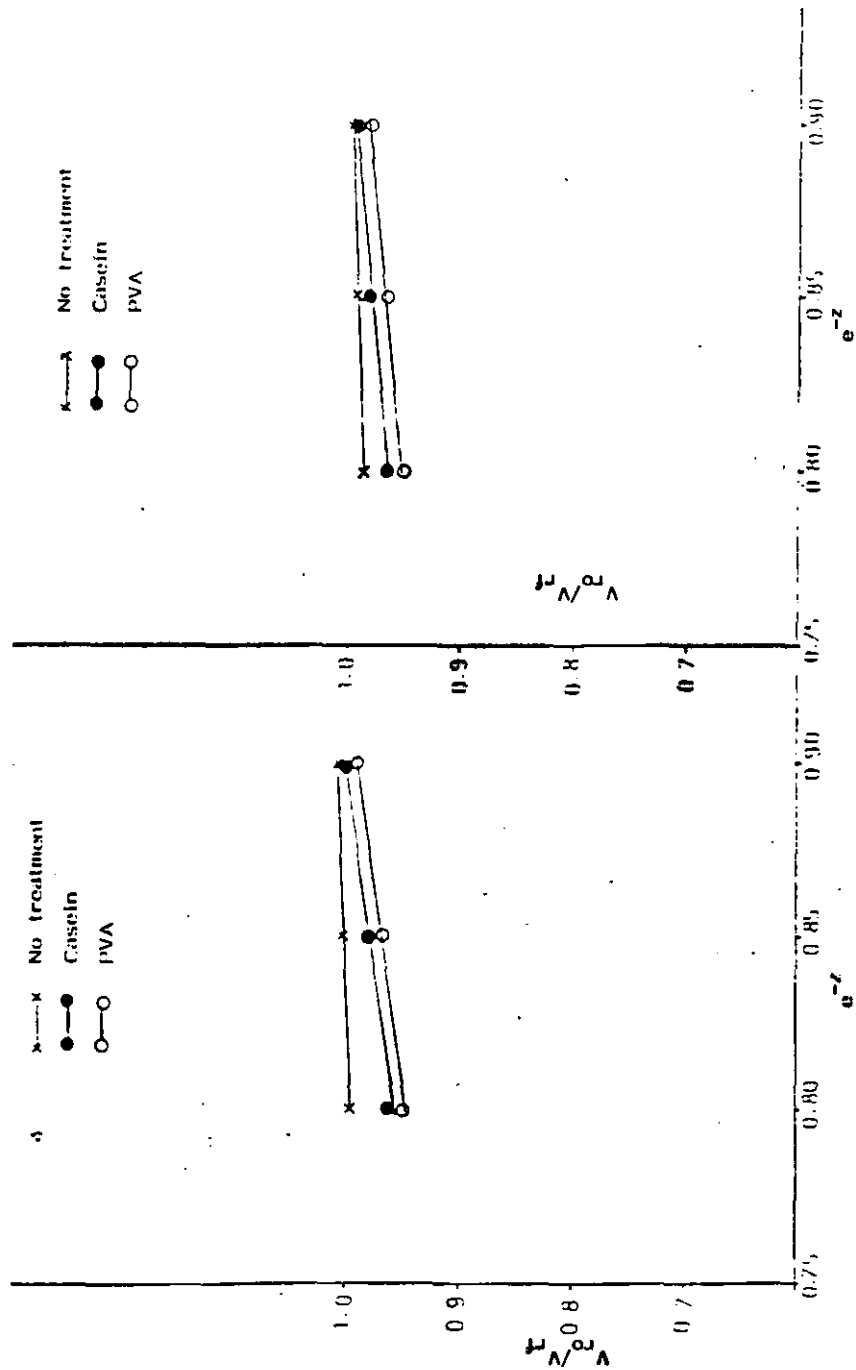 x——x No treatment
●—● Casein
○—○ PVA
1.0
0.9
0.8
0.7
V_ro/V_rf
0.75
0.80
0.85
0.90
e^-z
x——x No treatment
●—● Casein
○—○ PVA
1.0
0.9
0.8
0.7
V_ro/V_rf
0.75
0.80
0.85
0.90
e^-z